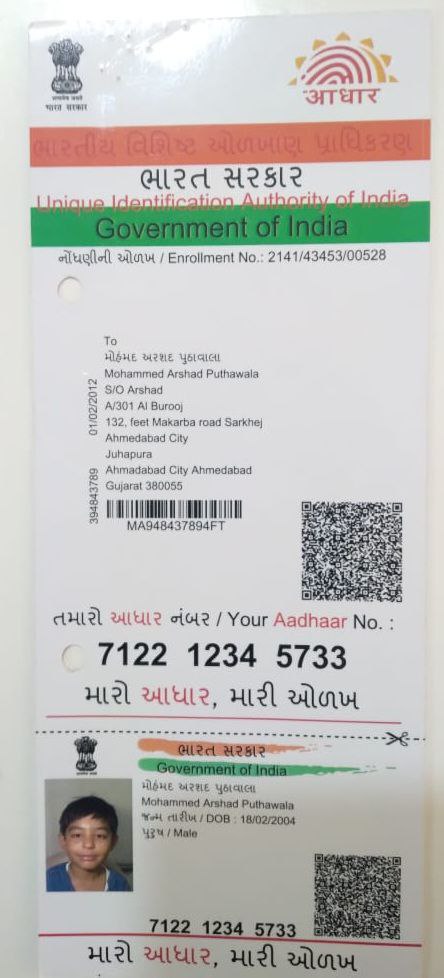 सत्यमेव जयते
भारत सरकार
आधार
ભારતીય વિશિષ્ટ ઓળખાણ પ્રાધિકરણ
ભારત સરકાર
Unique Identification Authority of India
Government of India
નોંધણીની ઓળખ / Enrollment No.: 2141/43453/00528
To
મોહંમદ અરશદ પુઠાવાલા
Mohammed Arshad Puthawala
S/O Arshad
A/301 Al Burooj
132, feet Makarba road Sarkhej
Ahmedabad City
Juhapura
Ahmadabad City Ahmedabad
Gujarat 380055
01/02/2012
394843789
MA948437894FT
તમારો આધાર નંબર / Your Aadhaar No. :
7122 1234 5733
મારો આધાર, મારી ઓળખ
ભારત સરકાર
Government of India
મોહંમદ અરશદ પુઠાવાલા
Mohammed Arshad Puthawala
જન્મ તારીખ / DOB : 18/02/2004
પુરુષ / Male
7122 1234 5733
મારો આધાર, મારી ઓળખ